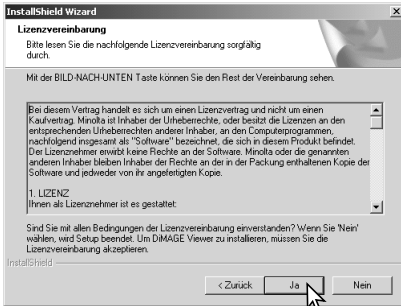 InstallShield Wizard
Lizenzvereinbarung
Bitte lesen Sie die nachfolgende Lizenzvereinbarung sorgfältig
durch.
Mit der BILD-NACH-UNTEN Taste können Sie den Rest der Vereinbarung sehen.
Bei diesem Vertrag handelt es sich um einen Lizenzvertrag und nicht um einen
Kaufvertrag. Minolta ist Inhaber der Urheberrechte, oder besitzt die Lizenzen an den
entsprechenden Urheberrechten anderer Inhaber, an den Computerprogrammen,
nachfolgend insgesamt als "Software" bezeichnet, die sich in diesem Produkt befindet.
Der Lizenznehmer erwirbt keine Rechte an der Software. Minolta oder die genannten
anderen Inhaber bleiben Inhaber der Rechte an der in der Packung enthaltenen Kopie der
Software und jedweder von ihr angefertigten Kopie.
1. LIZENZ
Ihnen als Lizenznehmer ist es gestattet:
Sind Sie mit allen Bedingungen der Lizenzvereinbarung einverstanden? Wenn Sie 'Nein'
wählen, wird Setup beendet. Um DiMAGE Viewer zu installieren, müssen Sie die
Lizenzvereinbarung akzeptieren.
InstallShield
< Zurück Ja Nein